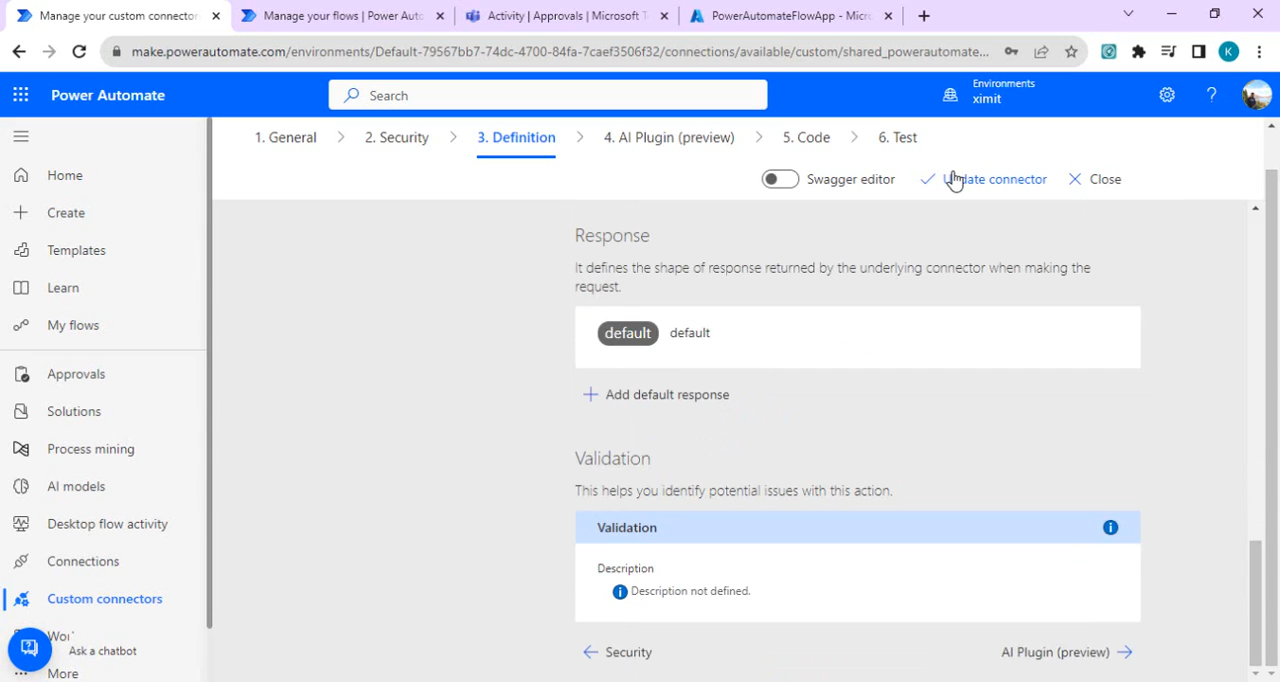 Manage your custom connector
Manage your flows | Power Auto
Activity | Approvals | Microsoft T
PowerAutomateFlowApp - Micr
make.powerautomate.com/environments/Default-79567bb7-74dc-4700-84fa-7caef3506f32/connections/available/custom/shared_powerautomate...
K
Power Automate
Search
Environments
ximit
1. General
2. Security
3. Definition
4. AI Plugin (preview)
5. Code
6. Test
Swagger editor
Update connector
Close
Home
Create
Templates
Learn
My flows
Approvals
Solutions
Process mining
AI models
Desktop flow activity
Connections
Custom connectors
Ask a chatbot
More
Response
It defines the shape of response returned by the underlying connector when making the
request.
default default
Add default response
Validation
This helps you identify potential issues with this action.
Validation
Description
Description not defined.
Security
AI Plugin (preview)